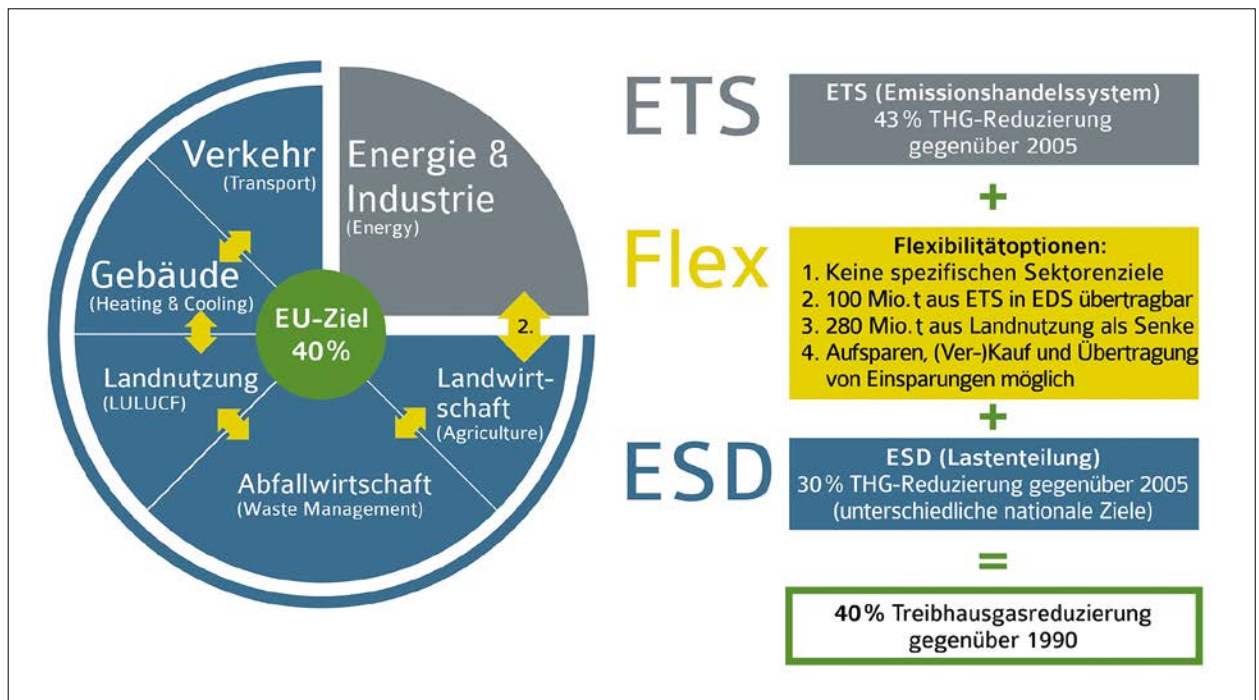 Verkehr
(Transport)
Energie &
Industrie
(Energy)
Gebäude
(Heating & Cooling)
EU-Ziel
40%
2.
Landnutzung
(LULUCF)
Landwirt-
schaft
(Agriculture)
Abfallwirtschaft
(Waste Management)
ETS
ETS (Emissionshandelssystem)
43% THG-Reduzierung
gegenüber 2005
+
Flex
Flexibilitätoptionen:
1. Keine spezifischen Sektorenziele
2. 100 Mio.t aus ETS in EDS übertragbar
3. 280 Mio.t aus Landnutzung als Senke
4. Aufsparen, (Ver-)Kauf und Übertragung
von Einsparungen möglich
+
ESD
ESD (Lastenteilung)
30% THG-Reduzierung gegenüber 2005
(unterschiedliche nationale Ziele)
=
40% Treibhausgasreduzierung
gegenüber 1990